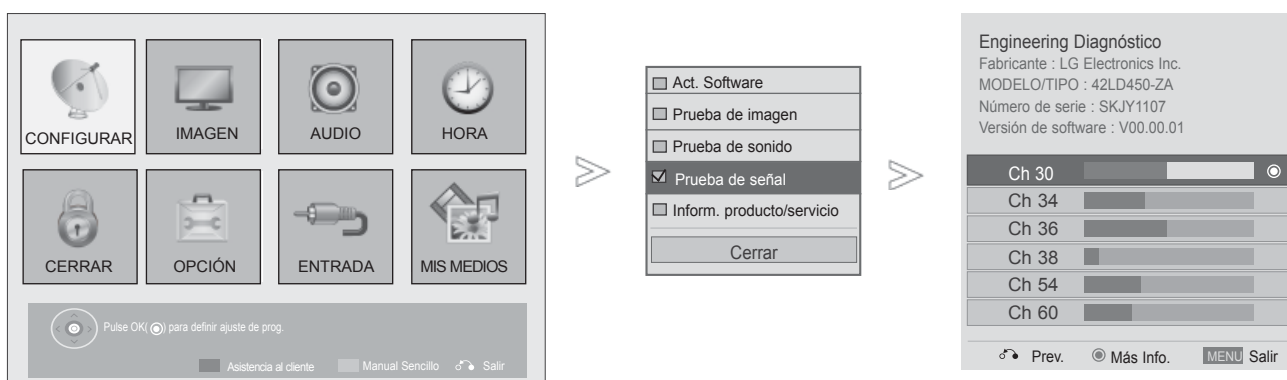 CONFIGURAR
IMAGEN
AUDIO
HORA
CERRAR
OPCIÓN
ENTRADA
MIS MEDIOS
Pulse OK( ) para definir ajuste de prog.
Asistencia al cliente
Manual Sencillo
Salir
Act. Software
Prueba de imagen
Prueba de sonido
Prueba de señal
Inform. producto/servicio
Cerrar
Engineering Diagnóstico
Fabricante : LG Electronics Inc.
MODELO/TIPO : 42LD450-ZA
Número de serie : SKJY1107
Versión de software : V00.00.01
Ch 30
Ch 34
Ch 36
Ch 38
Ch 54
Ch 60
Prev.
Más Info.
MENU Salir